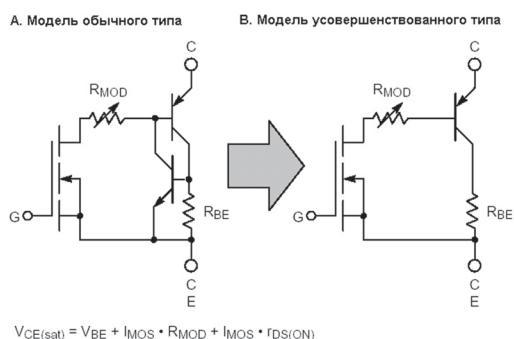 А. Модель обычного типа
В. Модель усовершенствованного типа
C
C
RMOD
RMOD
G
RBE
G
RBE
C
E
C
E
VCE(sat) = VBE + IMOS • RMOD + IMOS • rDS(ON)